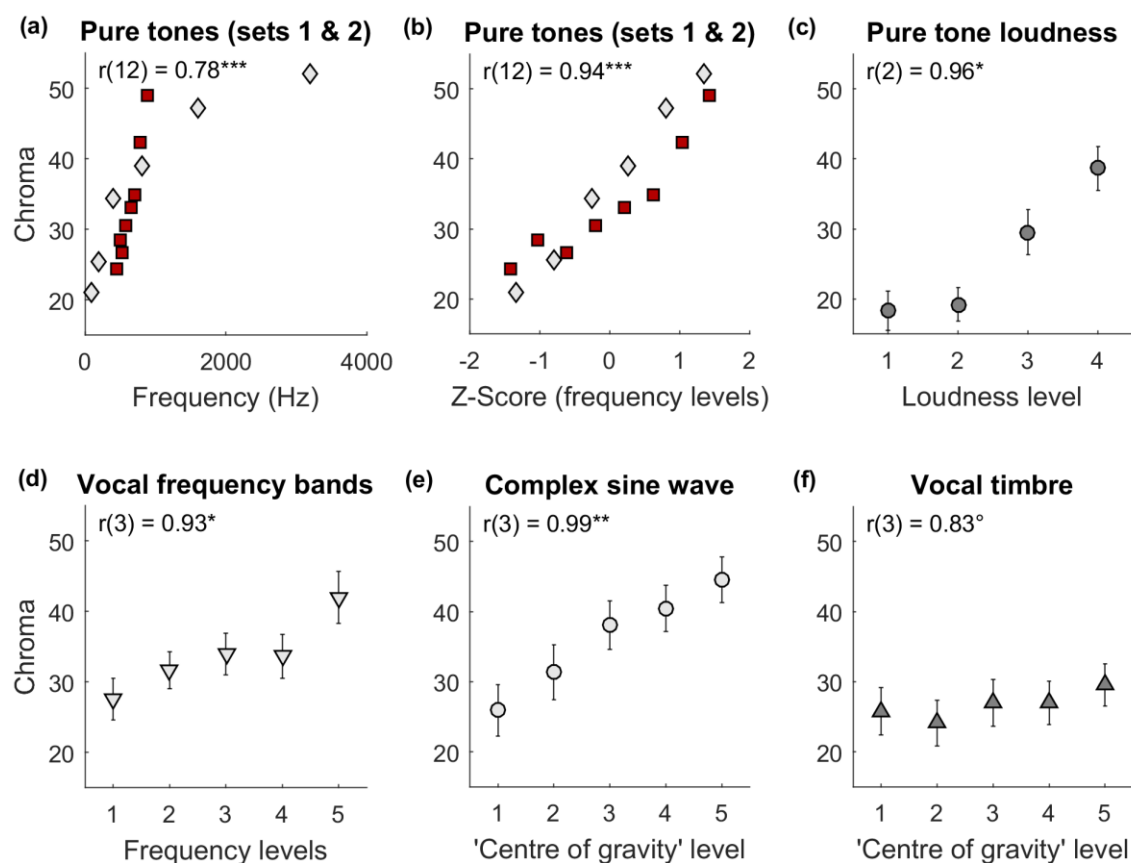 (a) Pure tones (sets 1 & 2)
r(12) = 0.78***
50
40
30
20
Chroma
0 2000 4000
Frequency (Hz)
(b) Pure tones (sets 1 & 2)
r(12) = 0.94***
50
40
30
20
-2 -1 0 1 2
Z-Score (frequency levels)
(c) Pure tone loudness
r(2) = 0.96*
50
40
30
20
1 2 3 4
Loudness level
(d) Vocal frequency bands
r(3) = 0.93*
50
40
30
20
Chroma
1 2 3 4 5
Frequency levels
(e) Complex sine wave
r(3) = 0.99**
50
40
30
20
1 2 3 4 5
'Centre of gravity' level
(f) Vocal timbre
r(3) = 0.83°
50
40
30
20
1 2 3 4 5
'Centre of gravity' level